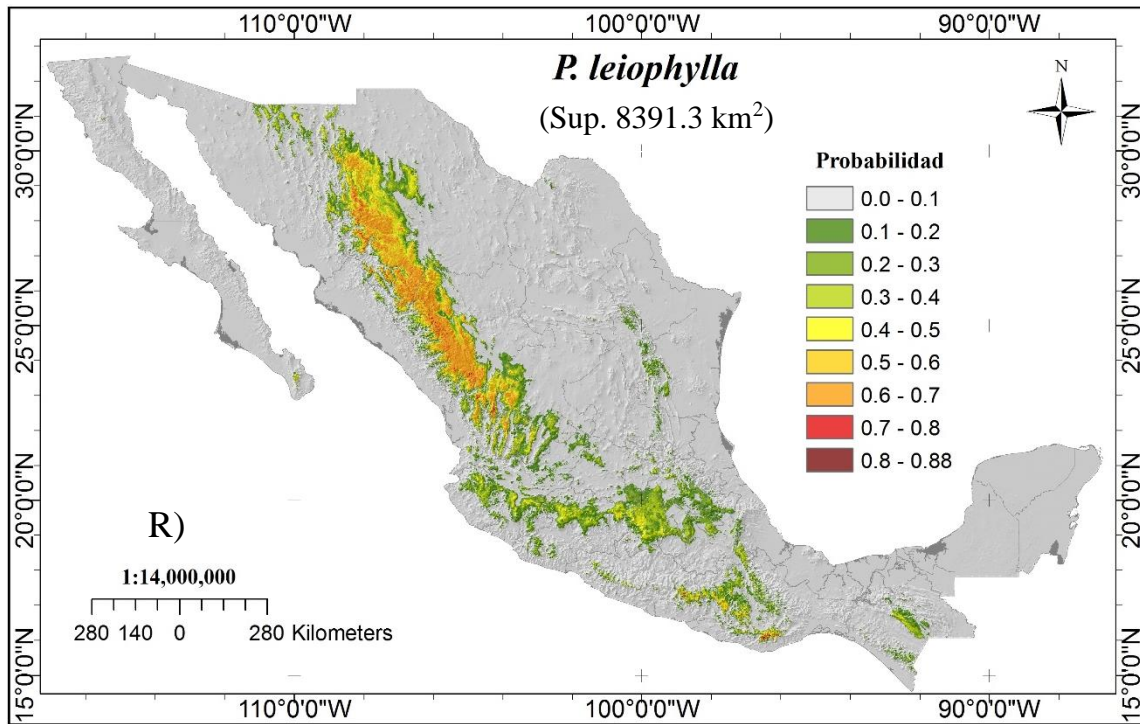 110°0'0"W 100°0'0"W 90°0'0"W
P. leiophylla
(Sup. 8391.3 km²)
N
Probabilidad
0.0 - 0.1
0.1 - 0.2
0.2 - 0.3
0.3 - 0.4
0.4 - 0.5
0.5 - 0.6
0.6 - 0.7
0.7 - 0.8
0.8 - 0.88
30°0'0"N 30°0'0"N
25°0'0"N 25°0'0"N
20°0'0"N 20°0'0"N
15°0'0"N 15°0'0"N
R)
1:14,000,000
280 140 0 280 Kilometers
110°0'0"W 100°0'0"W 90°0'0"W